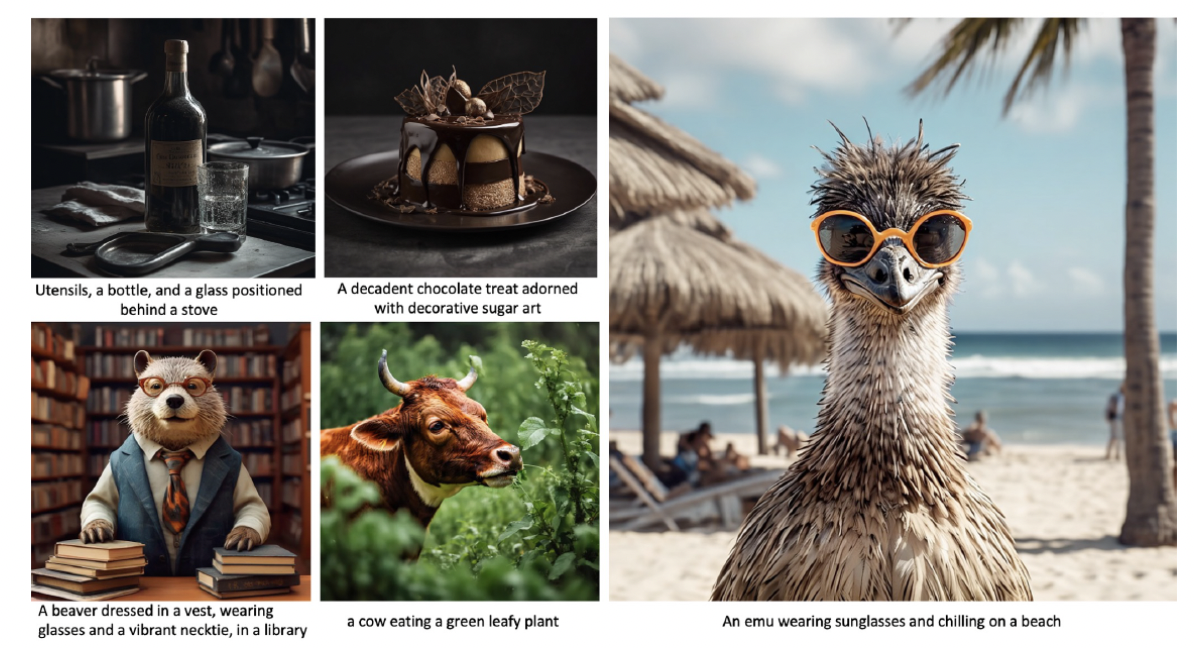 Utensils, a bottle, and a glass positioned
behind a stove
A decadent chocolate treat adorned
with decorative sugar art
A beaver dressed in a vest, wearing
glasses and a vibrant necktie, in a library
a cow eating a green leafy plant
An emu wearing sunglasses and chilling on a beach